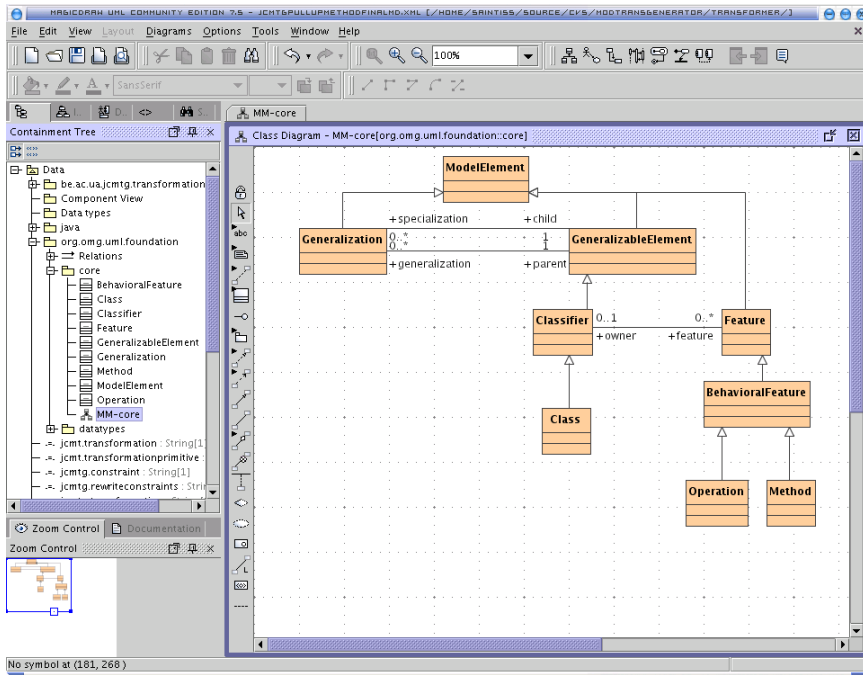 MAGICDRAW UML COMMUNITY EDITION 7.5 - JCMT&PULLUPMETHODFINALMD.XML [/HOME/SAINTISS/SOURCE/CVS/MODTRANSGENERATOR/TRANSFORMER/]
File Edit View Layout Diagrams Options Tools Window Help
100%
SansSerif
MM-core
Containment Tree
Class Diagram - MM-core[org.omg.uml.foundation::core]
Data
be.ac.ua.jcmtg.transformation
Component View
Data types
java
org.omg.uml.foundation
Relations
core
BehavioralFeature
Class
Classifier
Feature
GeneralizableElement
Generalization
Method
ModelElement
Operation
MM-core
datatypes
jcmt.transformation : String[1]
jcmt.transformationprimitive :
jcmtg.constraint : String[1]
jcmtg.rewriteconstraints : Stri
Zoom Control
Documentation
Zoom Control
abc
ModelElement
+specialization
+child
Generalization
0..*
0..*
1
1
GeneralizableElement
+generalization
+parent
Classifier
0..1
0..*
Feature
+owner
+feature
BehavioralFeature
Class
Operation
Method
No symbol at (181, 268 )